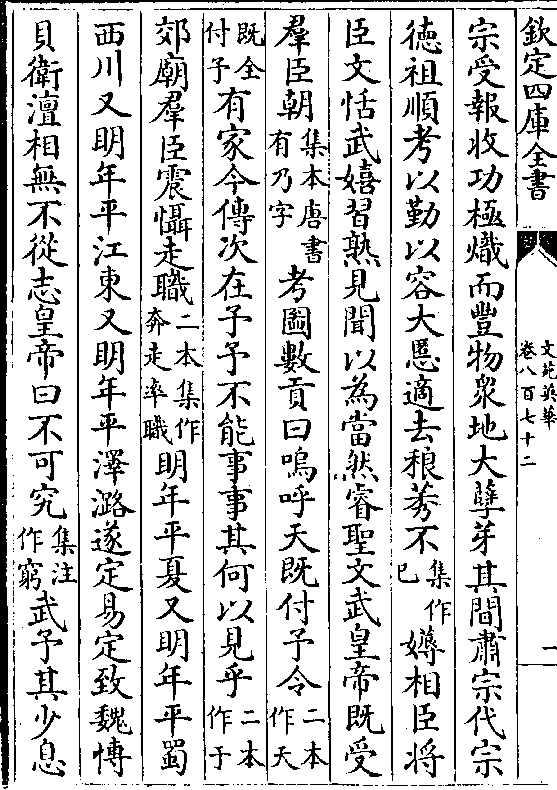 欽定四庫全書
文苑英華
卷八百七十二
一
宗受報收功極熾而豐物衆地大孽芽其間肅宗代宗
德祖順考以勤以容大慝適去稂莠不集作已媷相臣將
臣文恬武嬉習熟見聞以為當然睿聖文武皇帝既受
羣臣朝集本唐書有乃字考圖數貢曰嗚呼天既付予令二本作天
既全付予有家今傳次在予予不能事事其何以見乎二本作于
郊廟羣臣震懾走職二本集作奔走率職明年平夏又明年平蜀
西川又明年平江東又明年平澤潞遂定易定致魏博
貝衛澶相無不從志皇帝曰不可究集注作窮武予其少息